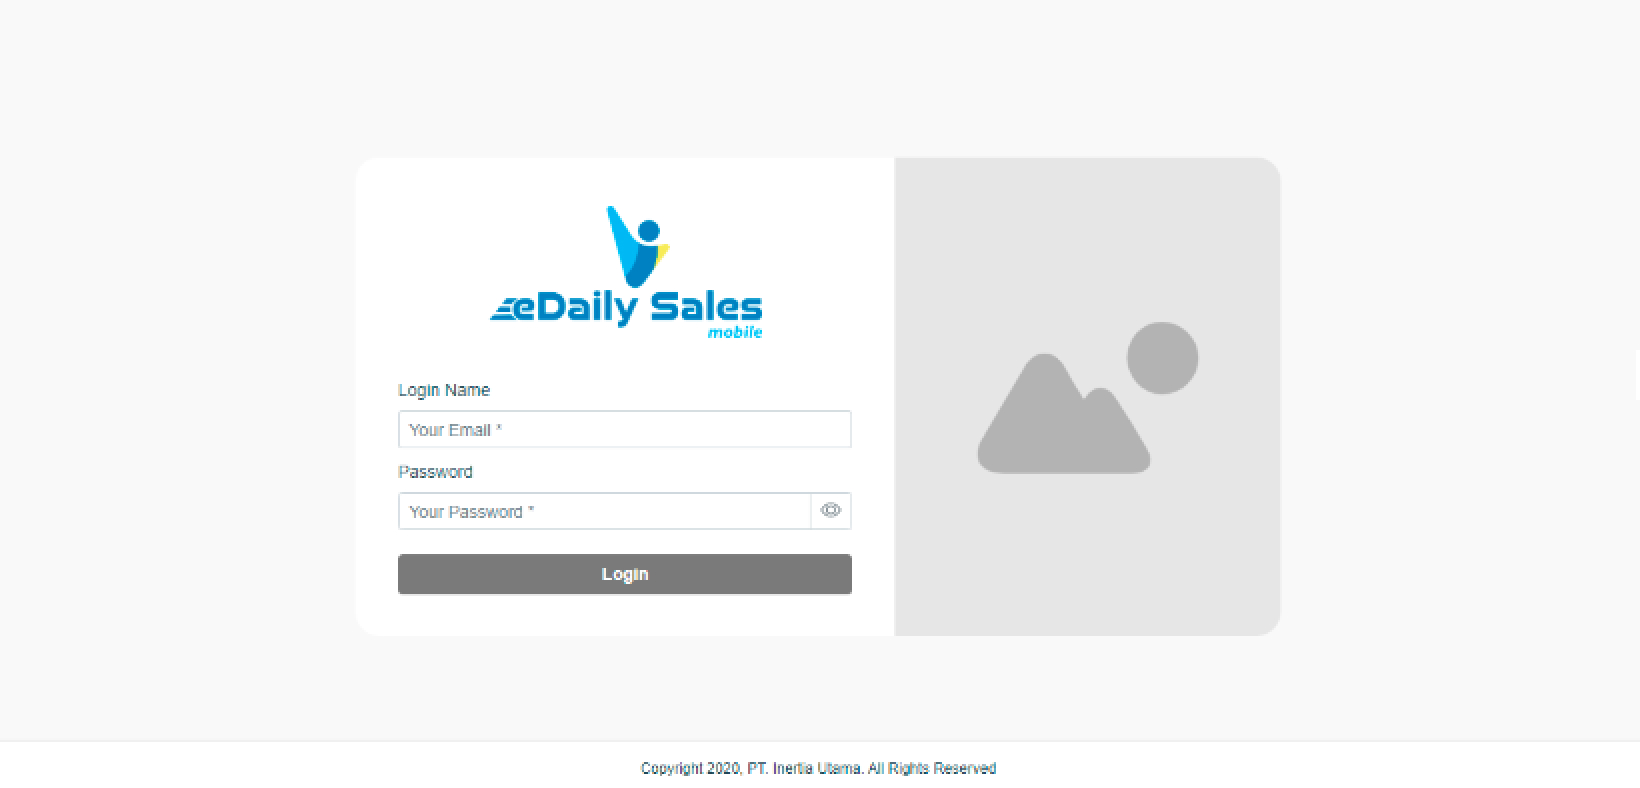 eDaily Sales
mobile
Login Name
Your Email *
Password
Your Password *
Login
Copyright 2020, PT. Inertia Utama. All Rights Reserved